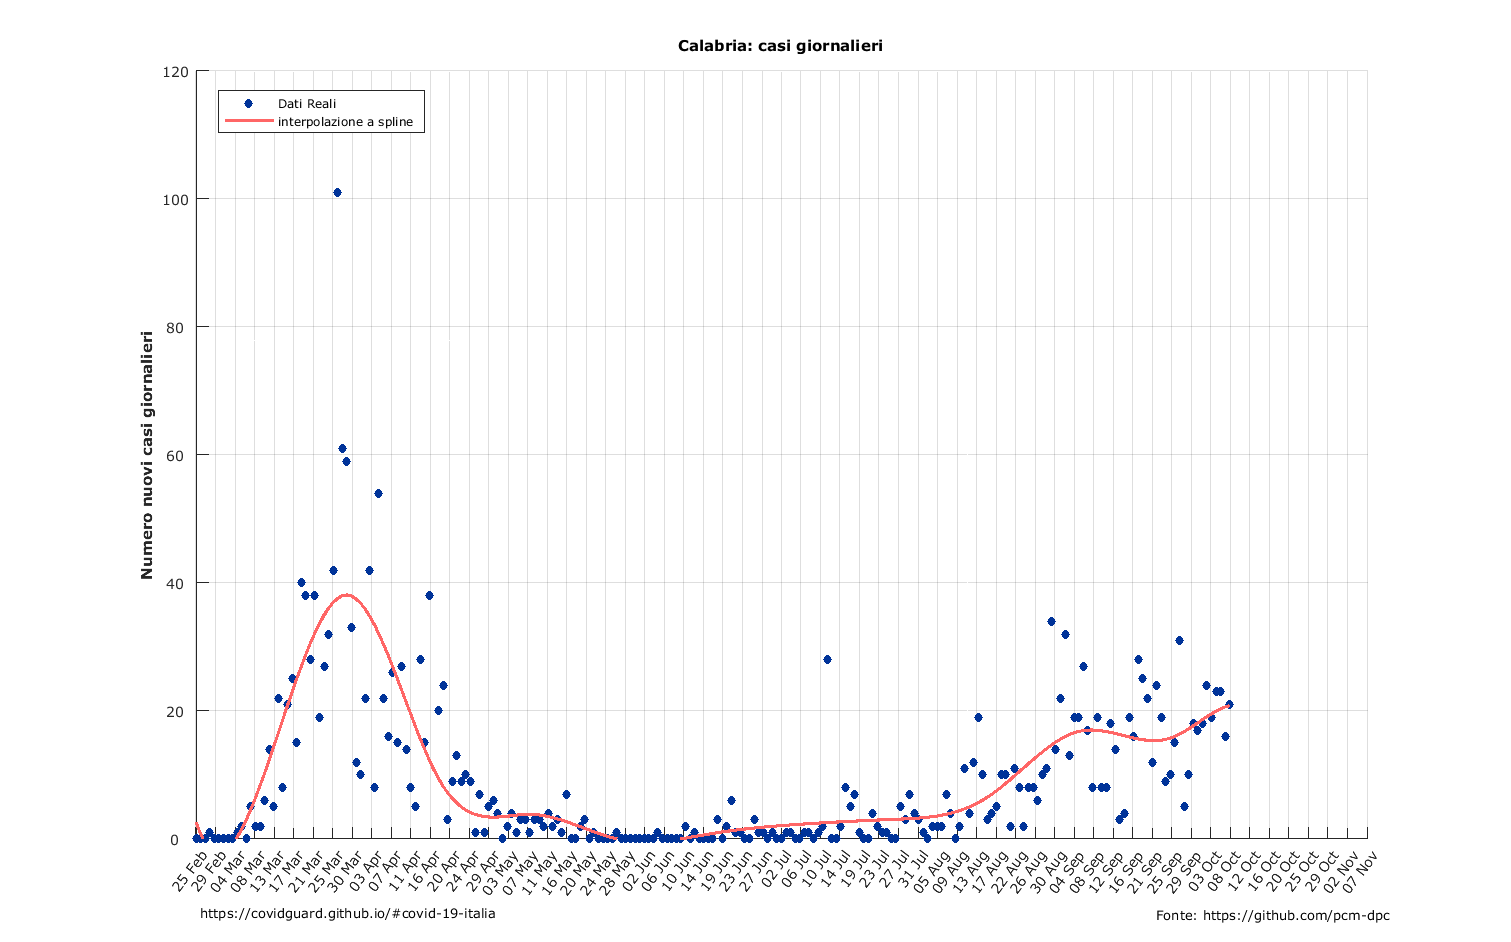 Calabria: casi giornalieri
120
100
80
60
40
20
0
Numero nuovi casi giornalieri
Dati Reali
interpolazione a spline
25 Feb
29 Feb
04 Mar
08 Mar
13 Mar
17 Mar
21 Mar
25 Mar
30 Mar
03 Apr
07 Apr
11 Apr
16 Apr
20 Apr
24 Apr
29 Apr
03 May
07 May
11 May
16 May
20 May
24 May
28 May
02 Jun
06 Jun
10 Jun
14 Jun
19 Jun
23 Jun
27 Jun
02 Jul
06 Jul
10 Jul
14 Jul
19 Jul
23 Jul
27 Jul
31 Jul
05 Aug
09 Aug
13 Aug
17 Aug
22 Aug
26 Aug
30 Aug
04 Sep
08 Sep
12 Sep
16 Sep
21 Sep
25 Sep
29 Sep
03 Oct
08 Oct
12 Oct
16 Oct
20 Oct
25 Oct
29 Oct
02 Nov
07 Nov
https://covidguard.github.io/#covid-19-italia
Fonte: https://github.com/pcm-dpc